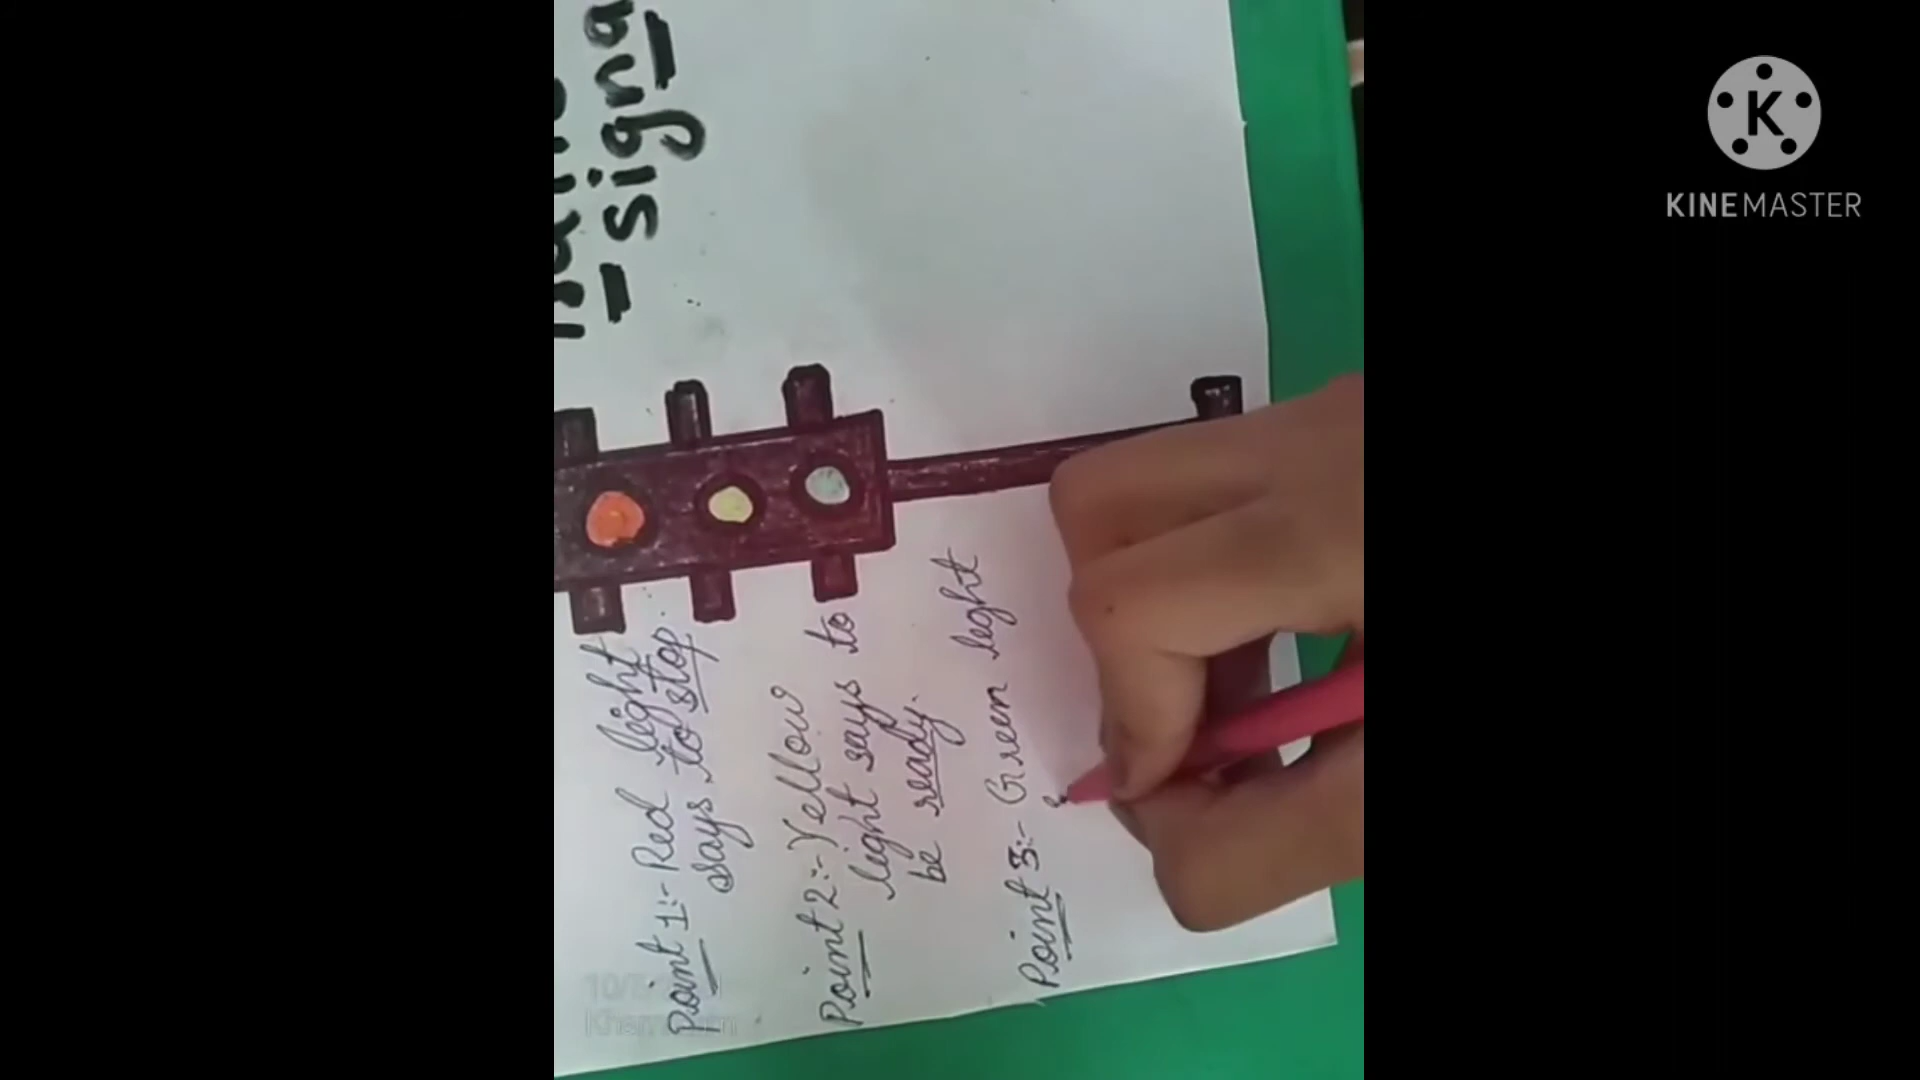 signa
Point 1:- Red light
says to stop.
Point 2:- Yellow
light says to
be ready.
Point 3:- Green leght
s
KINEMASTER